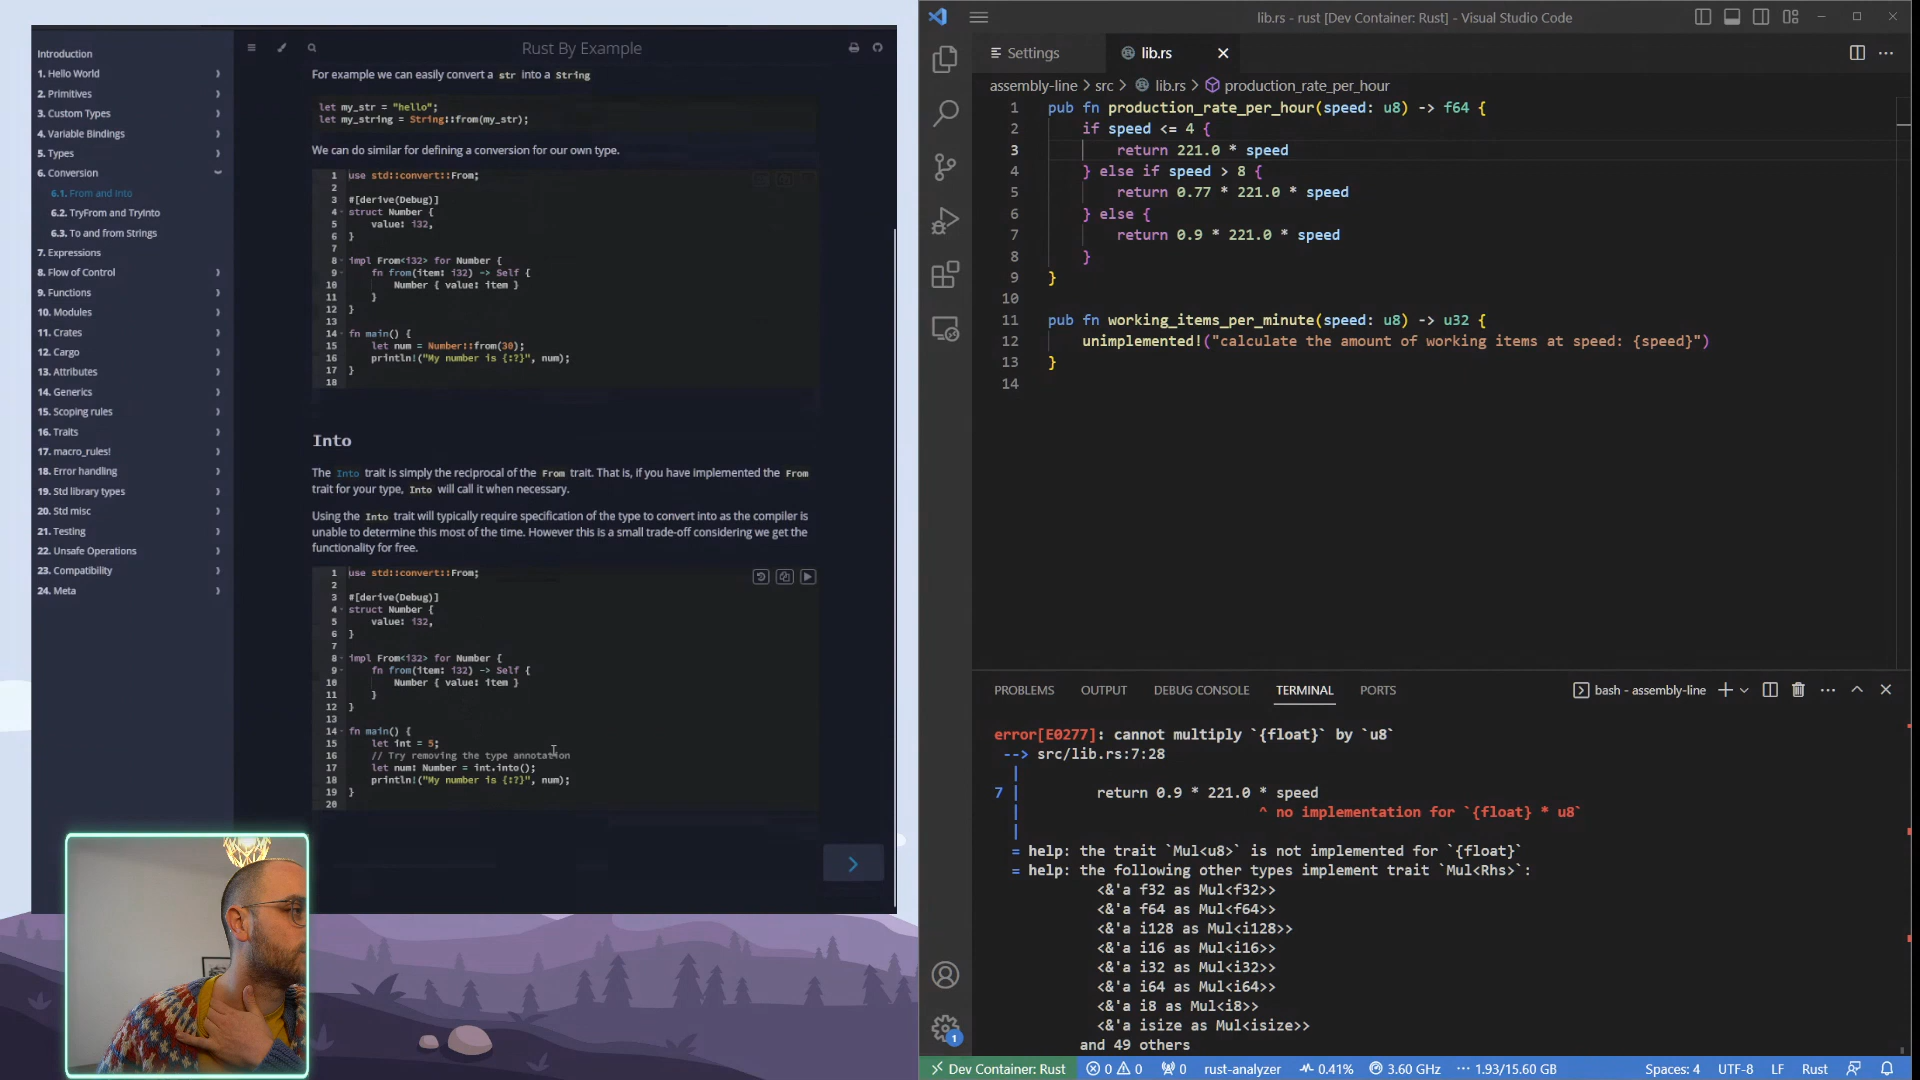 Introduction
1. Hello World
2. Primitives
3. Custom Types
4. Variable Bindings
5. Types
6. Conversion
6.1. From and Into
6.2. TryFrom and TryInto
6.3. To and from Strings
7. Expressions
8. Flow of Control
9. Functions
10. Modules
11. Crates
12. Cargo
13. Attributes
14. Generics
15. Scoping rules
16. Traits
17. macro_rules!
18. Error handling
19. Std library types
20. Std misc
21. Testing
22. Unsafe Operations
23. Compatibility
24. Meta
Rust By Example
For example we can easily convert a str into a String
let my_str = "hello";
let my_string = String::from(my_str);
We can do similar for defining a conversion for our own type.
1 use std::convert::From;
2
3 #[derive(Debug)]
4 struct Number {
5 value: i32,
6 }
7
8 impl From<i32> for Number {
9 fn from(item: i32) -> Self {
10 Number { value: item }
11 }
12 }
13
14 fn main() {
15 let num = Number::from(30);
16 println!("My number is {:?}", num);
17 }
18
Into
The Into trait is simply the reciprocal of the From trait. That is, if you have implemented the From
trait for your type, Into will call it when necessary.
Using the Into trait will typically require specification of the type to convert into as the compiler is
unable to determine this most of the time. However this is a small trade-off considering we get the
functionality for free.
1 use std::convert::From;
2
3 #[derive(Debug)]
4 struct Number {
5 value: i32,
6 }
7
8 impl From<i32> for Number {
9 fn from(item: i32) -> Self {
10 Number { value: item }
11 }
12 }
13
14 fn main() {
15 let int = 5;
16 // Try removing the type annotation
17 let num: Number = int.into();
18 println!("My number is {:?}", num);
19 }
20
lib.rs - rust [Dev Container: Rust] - Visual Studio Code
Settings
lib.rs
assembly-line > src > lib.rs > production_rate_per_hour
1 pub fn production_rate_per_hour(speed: u8) -> f64 {
2 if speed <= 4 {
3 return 221.0 * speed
4 } else if speed > 8 {
5 return 0.77 * 221.0 * speed
6 } else {
7 return 0.9 * 221.0 * speed
8 }
9 }
10
11 pub fn working_items_per_minute(speed: u8) -> u32 {
12 unimplemented!("calculate the amount of working items at speed: {speed}")
13 }
14
PROBLEMS OUTPUT DEBUG CONSOLE TERMINAL PORTS
bash - assembly-line
error[E0277]: cannot multiply `{float}` by `u8`
--> src/lib.rs:7:28
|
7 | return 0.9 * 221.0 * speed
| ^ no implementation for `{float} * u8`
|
= help: the trait `Mul<u8>` is not implemented for `{float}`
= help: the following other types implement trait `Mul<Rhs>`:
<&'a f32 as Mul<f32>>
<&'a f64 as Mul<f64>>
<&'a i128 as Mul<i128>>
<&'a i16 as Mul<i16>>
<&'a i32 as Mul<i32>>
<&'a i64 as Mul<i64>>
<&'a i8 as Mul<i8>>
<&'a isize as Mul<isize>>
and 49 others
1
Dev Container: Rust 0 0 0 rust-analyzer 0.41% 3.60 GHz 1.93/15.60 GB Spaces: 4 UTF-8 LF Rust